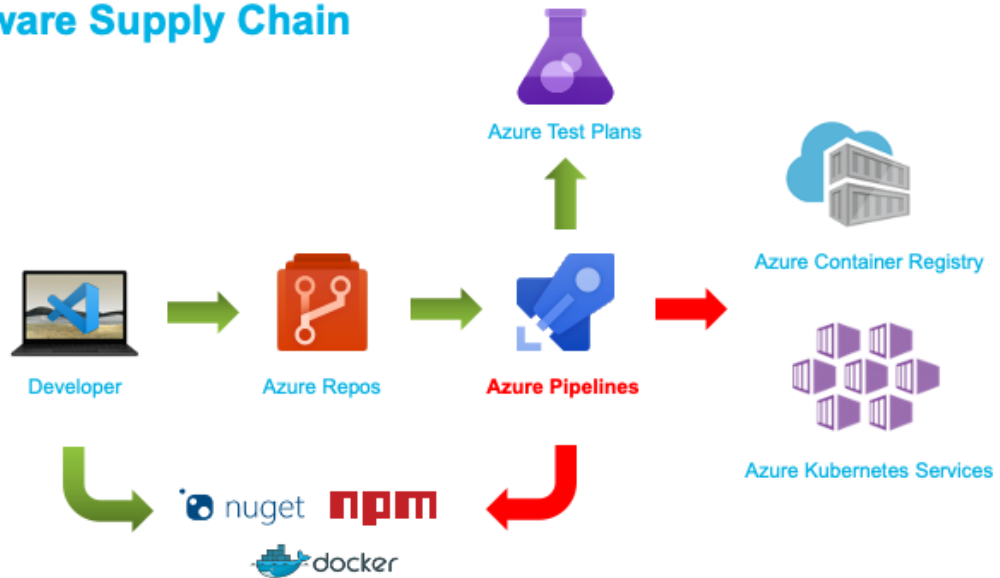 ware Supply Chain
Azure Test Plans
Azure Container Registry
Developer
Azure Repos
Azure Pipelines
Azure Kubernetes Services
nuget
npm
docker